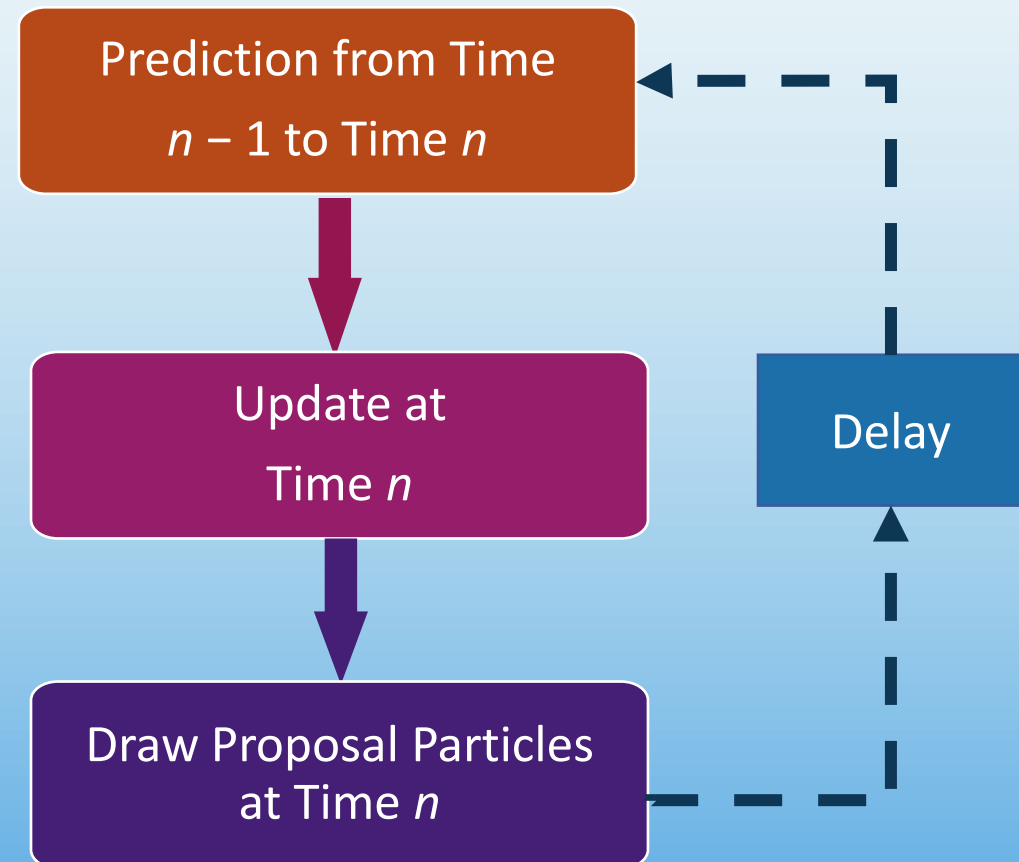 Prediction from Time
n − 1 to Time n
Update at
Time n
Delay
Draw Proposal Particles
at Time n